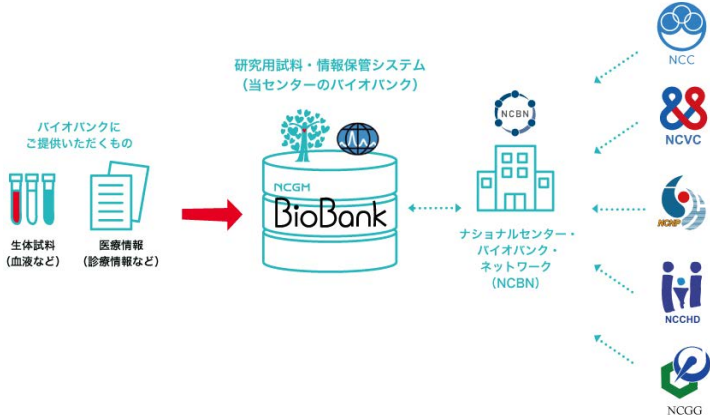 バイオバンクに
ご提供いただくもの
生体試料
（血液など）
医療情報
（診療情報など）
研究用試料・情報保管システム
（当センターのバイオバンク）
NCGM
BioBank
NCBN
ナショナルセンター・
バイオバンク・
ネットワーク
（NCBN）
NCC
NCVC
NCNP
NCCHD
NCGG